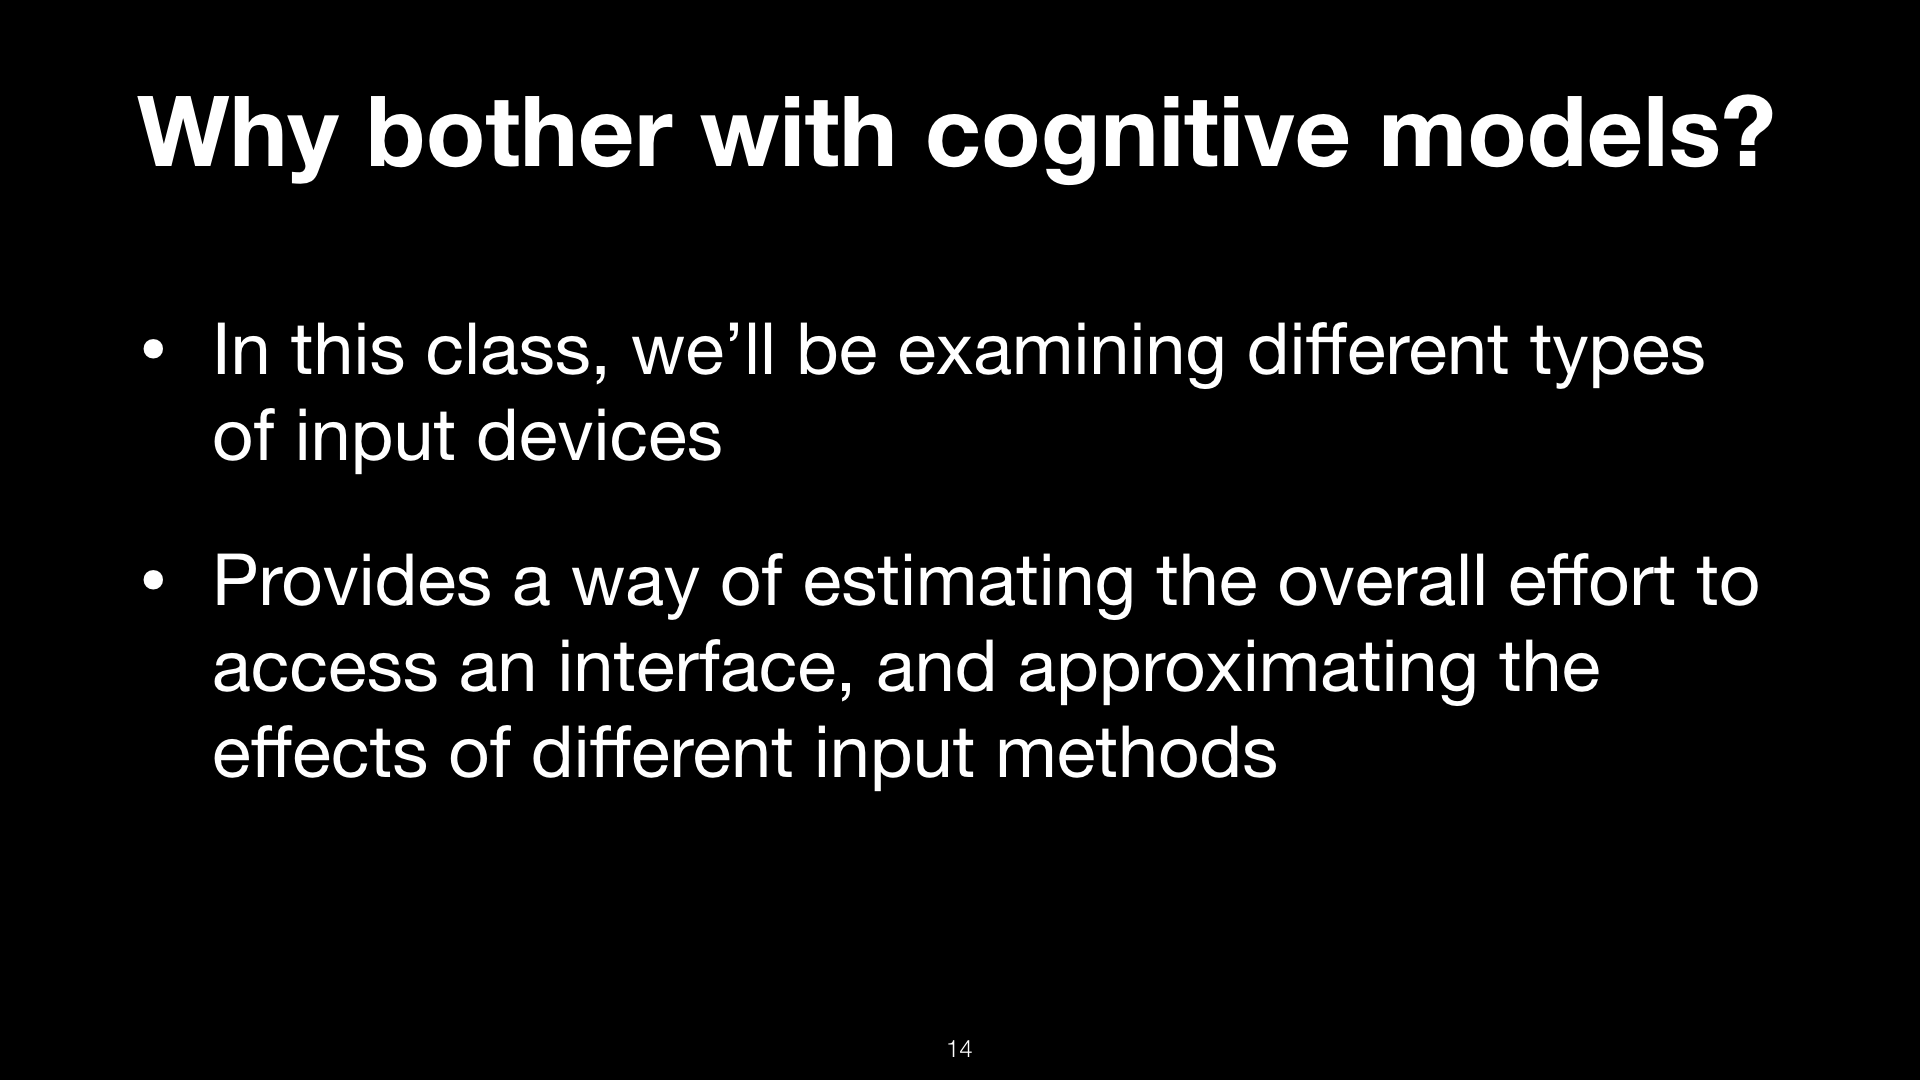 Why bother with cognitive models?
• In this class, we’ll be examining different types
of input devices
• Provides a way of estimating the overall effort to
access an interface, and approximating the
effects of different input methods
14